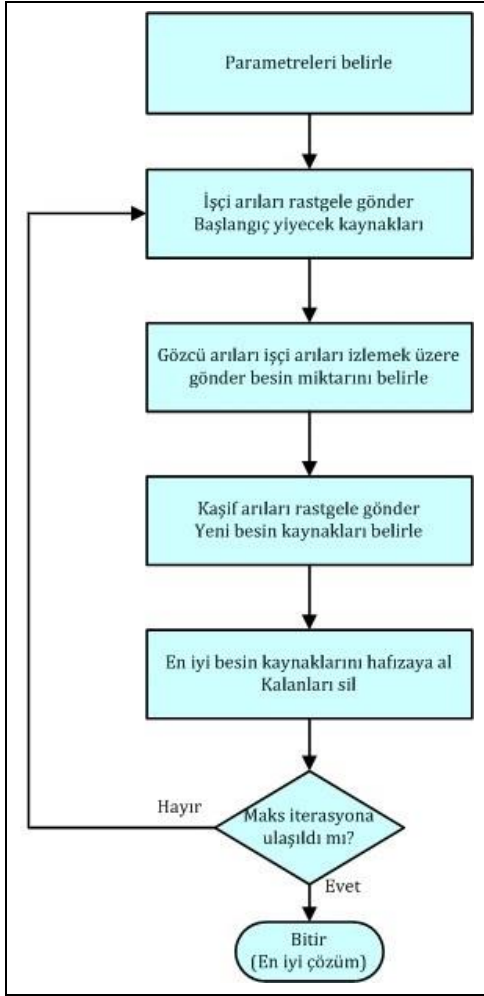 Parametreleri belirle
İşçi arıları rastgele gönder
Başlangıç yiyecek kaynakları
Gözcü arıları işçi arıları izlemek üzere
gönder besin miktarını belirle
Kaşif arıları rastgele gönder
Yeni besin kaynakları belirle
En iyi besin kaynaklarını hafızaya al
Kalanları sil
Maks iterasyona
ulaşıldı mı?
Hayır
Evet
Bitir
(En iyi çözüm)